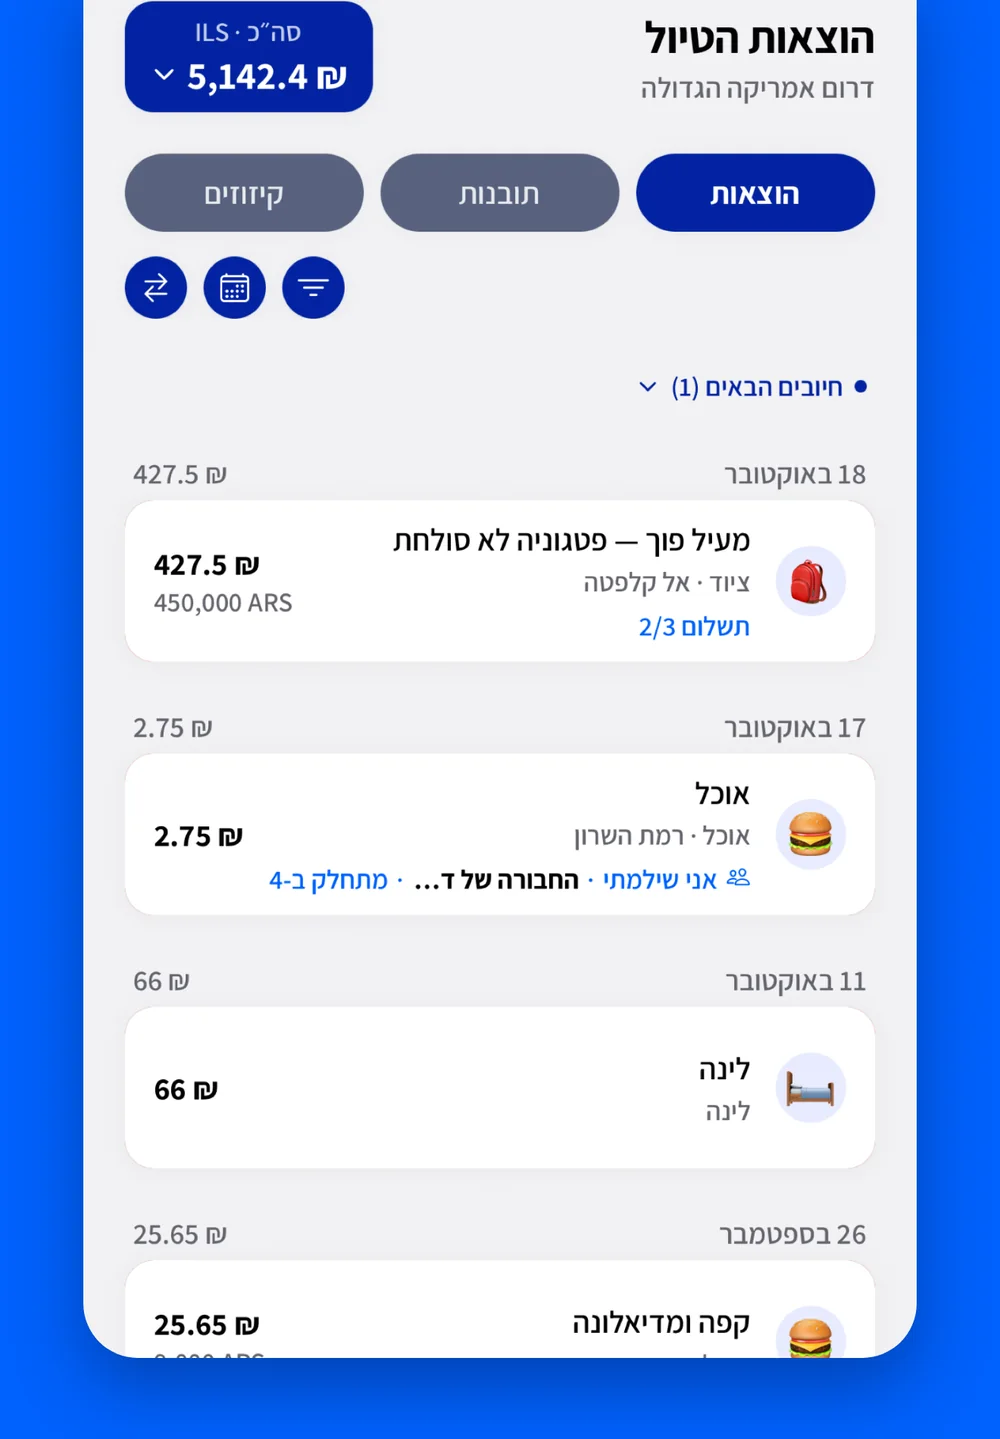 הוצאות הטיול
דרום אמריקה הגדולה
סה״כ · ILS
₪ 5,142.4
הוצאות
תובנות
קיזוזים
חיובים הבאים (1)
18 באוקטובר
₪ 427.5
מעיל פוך — פטגוניה לא סולחת
ציוד · אל קלפטה
תשלום 2/3
₪ 427.5
450,000 ARS
17 באוקטובר
₪ 2.75
אוכל
אוכל · רמת השרון
אני שילמתי · החבורה של ד... · מתחלק ב-4
₪ 2.75
11 באוקטובר
₪ 66
לינה
לינה
₪ 66
26 בספטמבר
₪ 25.65
קפה ומדיאלונה
₪ 25.65